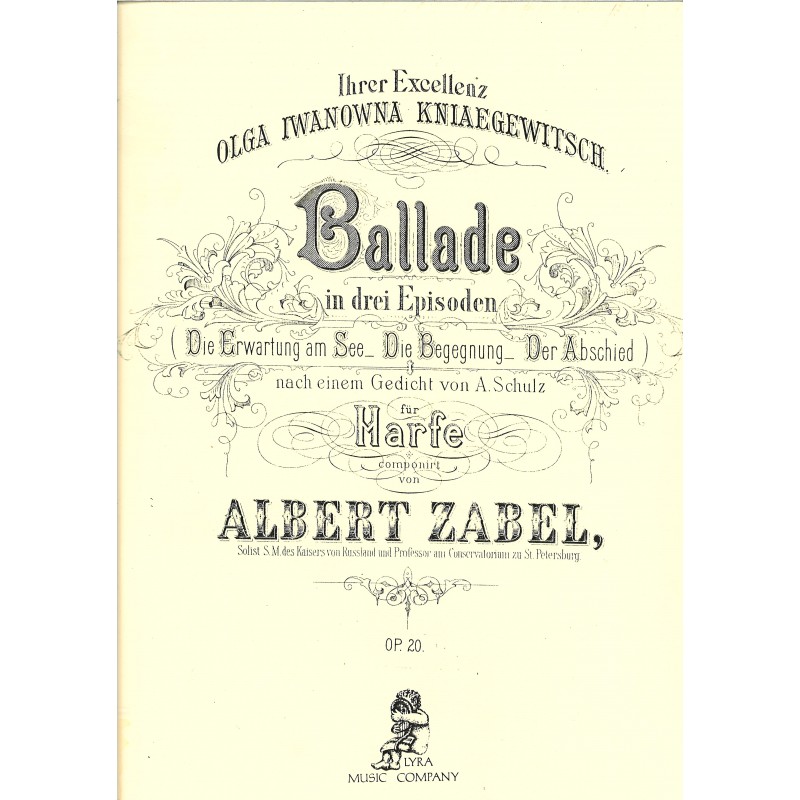 Ihrer Excellenz
OLGA IWANOWNA KNIAEGEWITSCH.
Ballade
in drei Episoden
( Die Erwartung am See_ Die Begegnung_ Der Abschied )
nach einem Gedicht von A. Schulz
für
Harfe
componirt
von
ALBERT ZABEL,
Solist S. M. des Kaisers von Russland und Professor am Conservatorium zu St. Petersburg.
OP. 20.
LYRA
MUSIC COMPANY